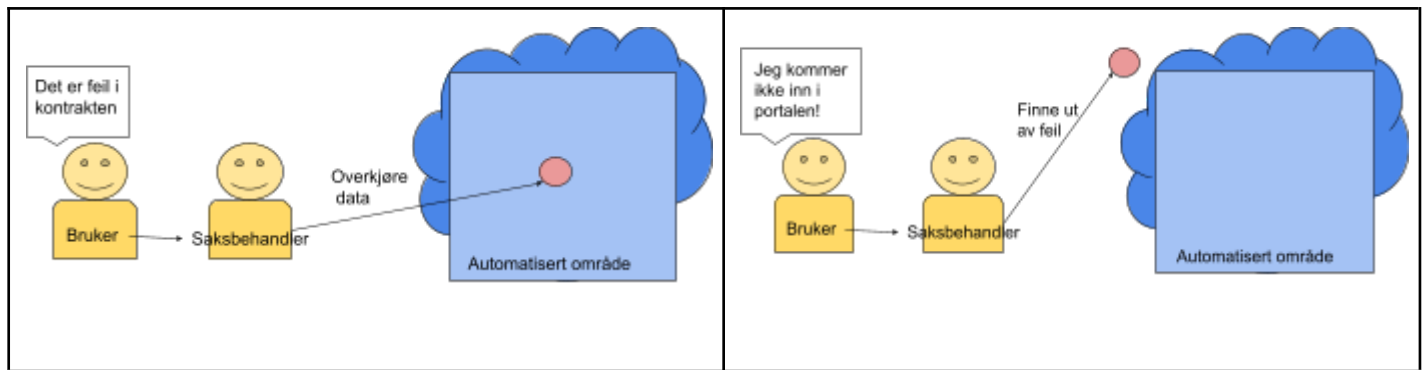 Det er feil i
kontrakten
Overkjøre
data
Bruker
Saksbehandler
Automatisert område
Jeg kommer
ikke inn i
portalen!
Finne ut
av feil
Bruker
Saksbehandler
Automatisert område